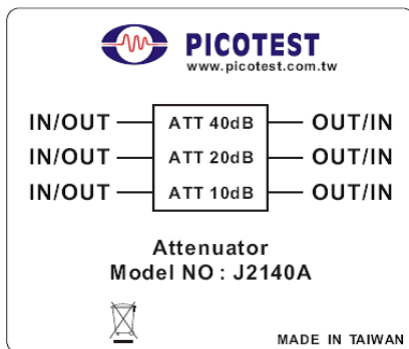 PICOTEST
www.picotest.com.tw
IN/OUT ATT 40dB OUT/IN
IN/OUT ATT 20dB OUT/IN
IN/OUT ATT 10dB OUT/IN
Attenuator
Model NO : J2140A
MADE IN TAIWAN